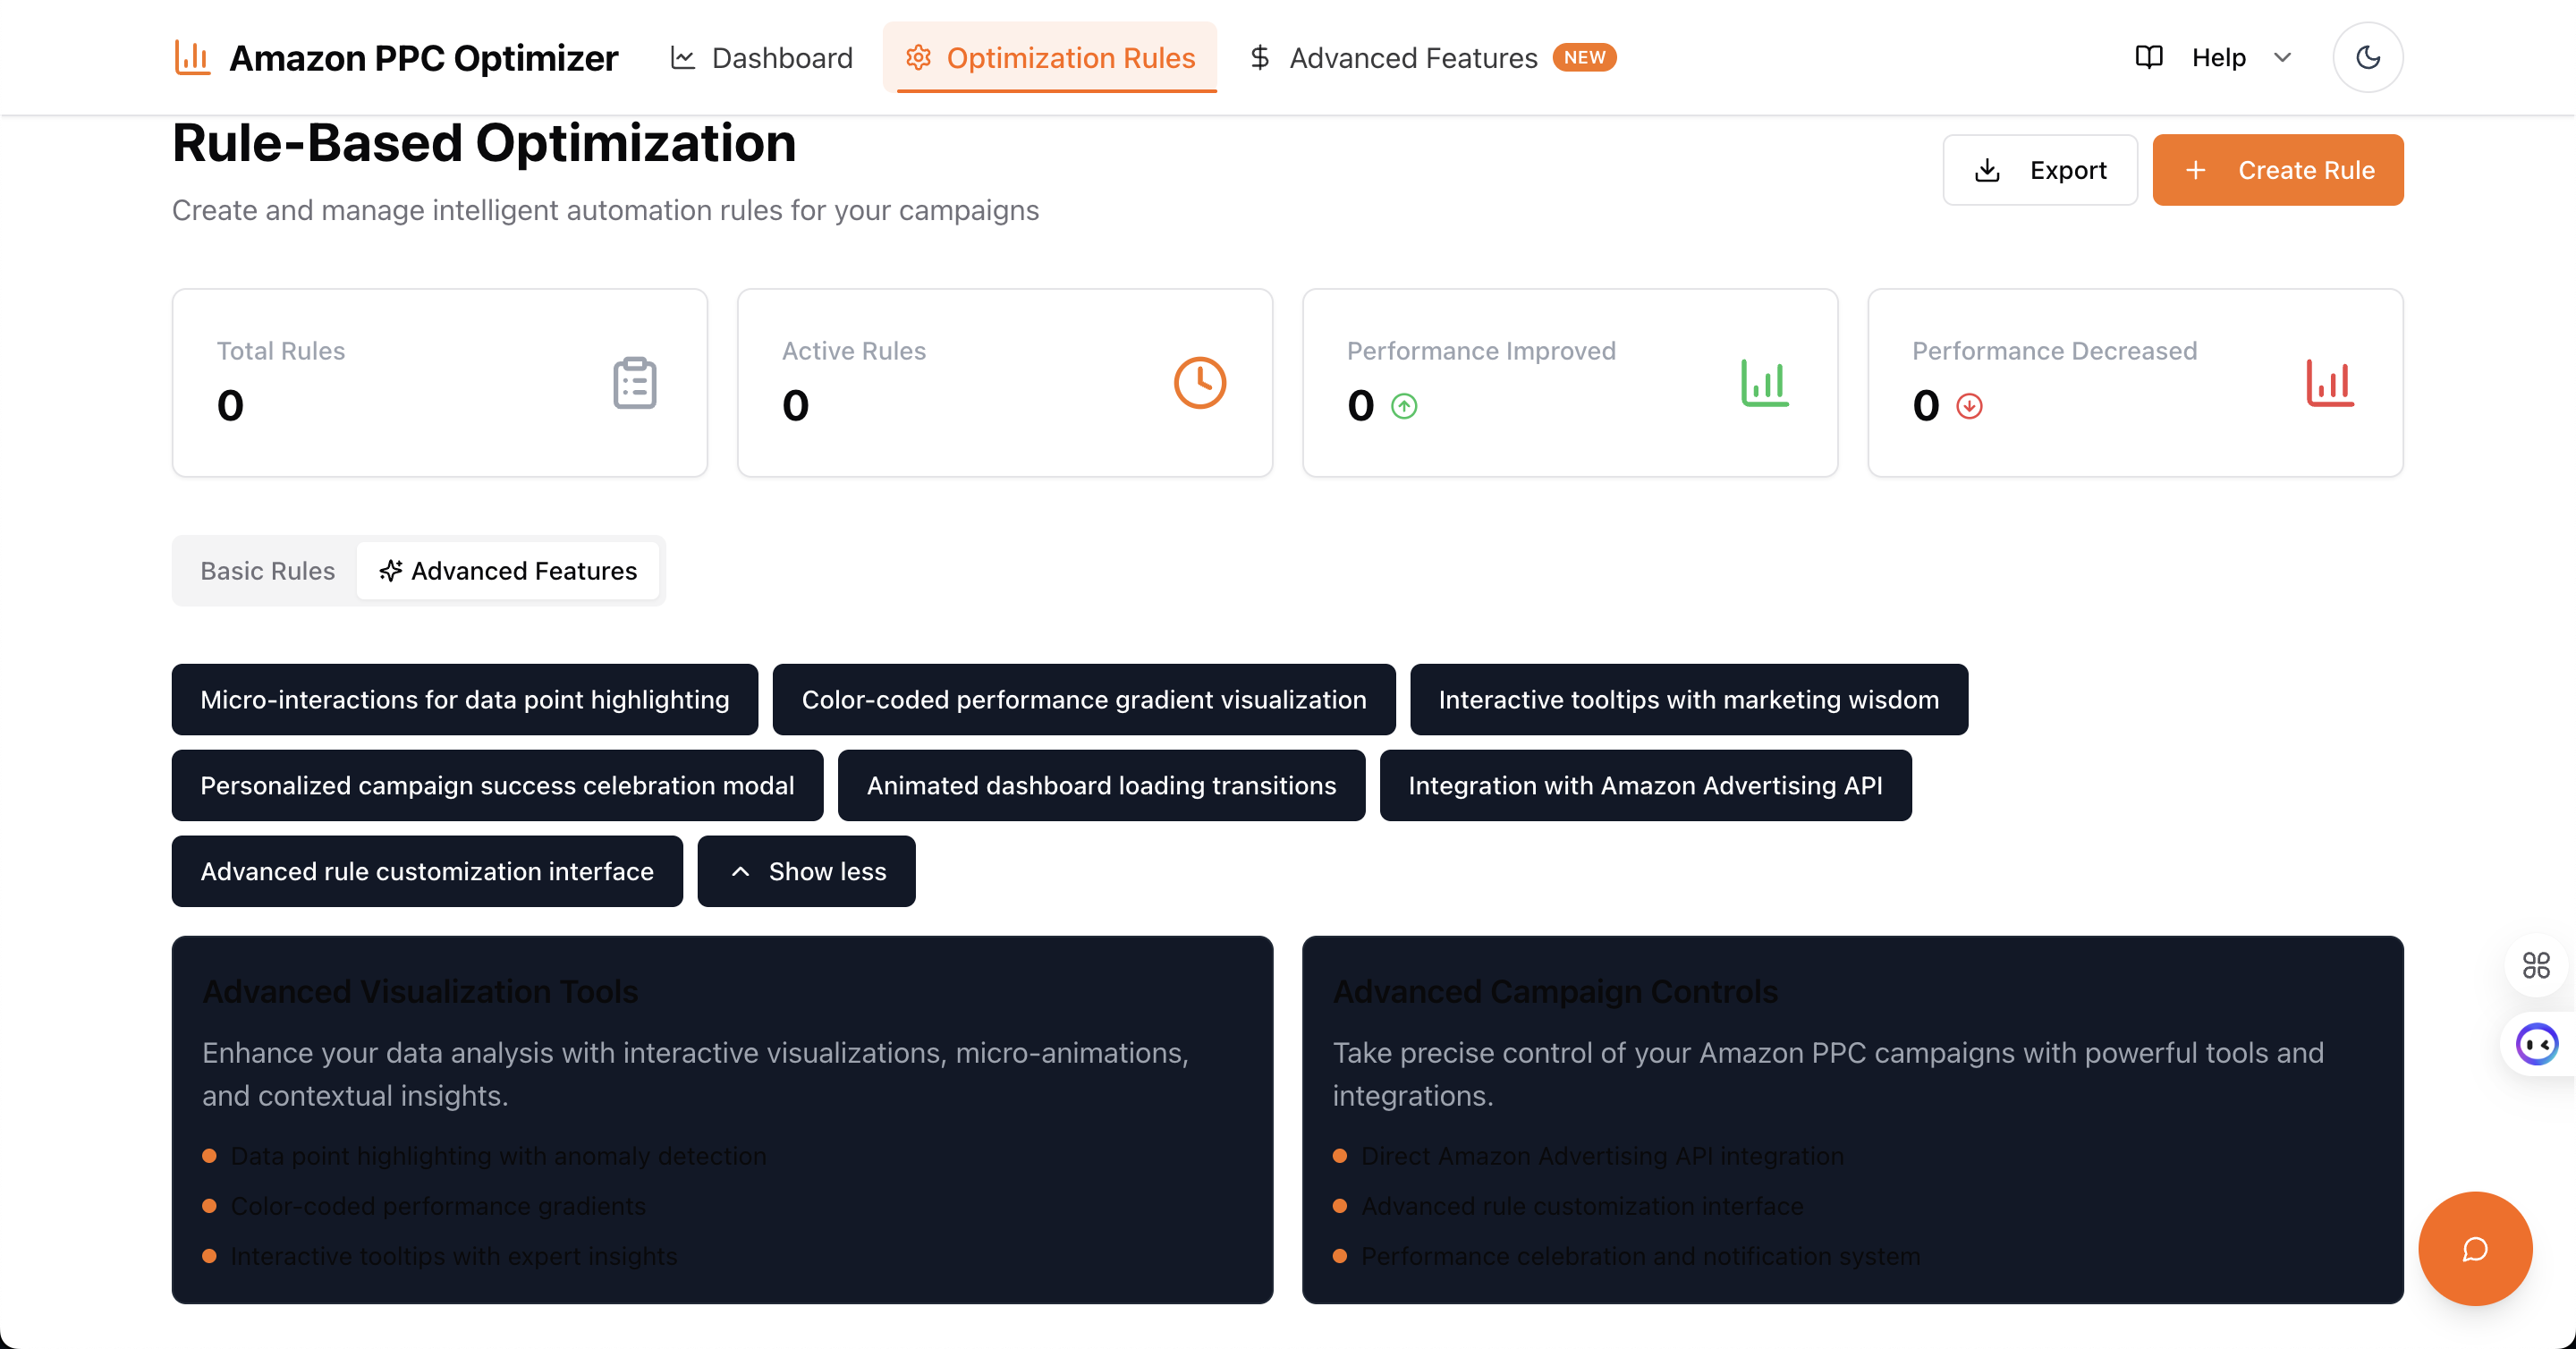 Amazon PPC Optimizer
Dashboard
Optimization Rules
Advanced Features NEW
Help
Rule-Based Optimization
Create and manage intelligent automation rules for your campaigns
Export
Create Rule
Total Rules
0
Active Rules
0
Performance Improved
0
Performance Decreased
0
Basic Rules
Advanced Features
Micro-interactions for data point highlighting
Color-coded performance gradient visualization
Interactive tooltips with marketing wisdom
Personalized campaign success celebration modal
Animated dashboard loading transitions
Integration with Amazon Advertising API
Advanced rule customization interface
Show less
Advanced Visualization Tools
Enhance your data analysis with interactive visualizations, micro-animations,
and contextual insights.
Data point highlighting with anomaly detection
Color-coded performance gradients
Interactive tooltips with expert insights
Advanced Campaign Controls
Take precise control of your Amazon PPC campaigns with powerful tools and
integrations.
Direct Amazon Advertising API integration
Advanced rule customization interface
Performance celebration and notification system